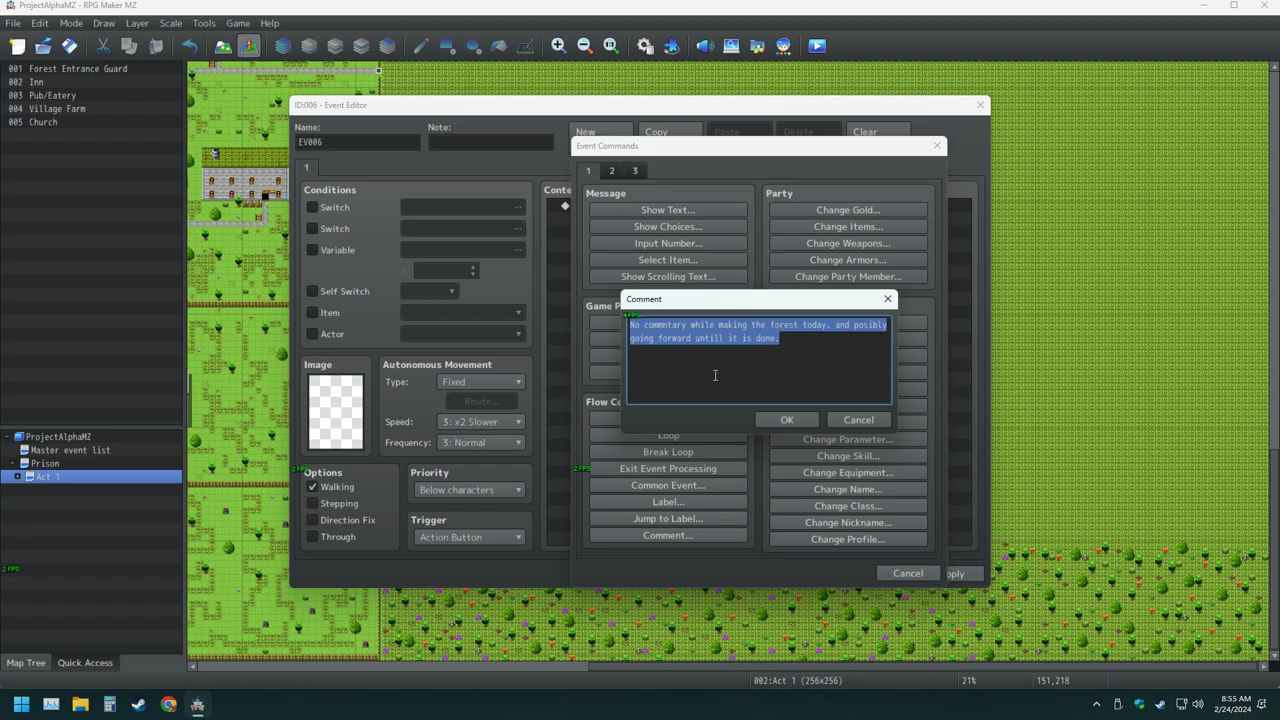 ProjectAlphaMZ - RPG Maker MZ
File Edit Mode Draw Layer Scale Tools Game Help
001 Forest Entrance Guard
002 Inn
003 Pub/Eatery
004 Village Farm
005 Church
ID:006 - Event Editor
Name:
Note:
EV006
New
Copy
Paste
Delete
Clear
1
Conditions
Switch
Switch
Variable
Self Switch
Item
Actor
Image
Autonomous Movement
Type: Fixed
Route...
Speed: 3: x2 Slower
Frequency: 3: Normal
Options
Walking
Stepping
Direction Fix
Through
Priority
Below characters
Trigger
Action Button
Conte
Event Commands
1 2 3
Message
Show Text...
Show Choices...
Input Number...
Select Item...
Show Scrolling Text...
Game P
Flow Co
Loop
Break Loop
Exit Event Processing
Common Event...
Label...
Jump to Label...
Comment...
Party
Change Gold...
Change Items...
Change Weapons...
Change Armors...
Change Party Member...
Change Parameter...
Change Skill...
Change Equipment...
Change Name...
Change Class...
Change Nickname...
Change Profile...
Cancel
pply
Comment
No commntary while making the forest today, and posibly
going forward untill it is done.
OK
Cancel
ProjectAlphaMZ
Master event list
Prison
Act 1
2 FPS
2 FPS
2 FPS
Map Tree
Quick Access
002:Act 1 (256x256)
21%
151,218
8:55 AM
2/24/2024